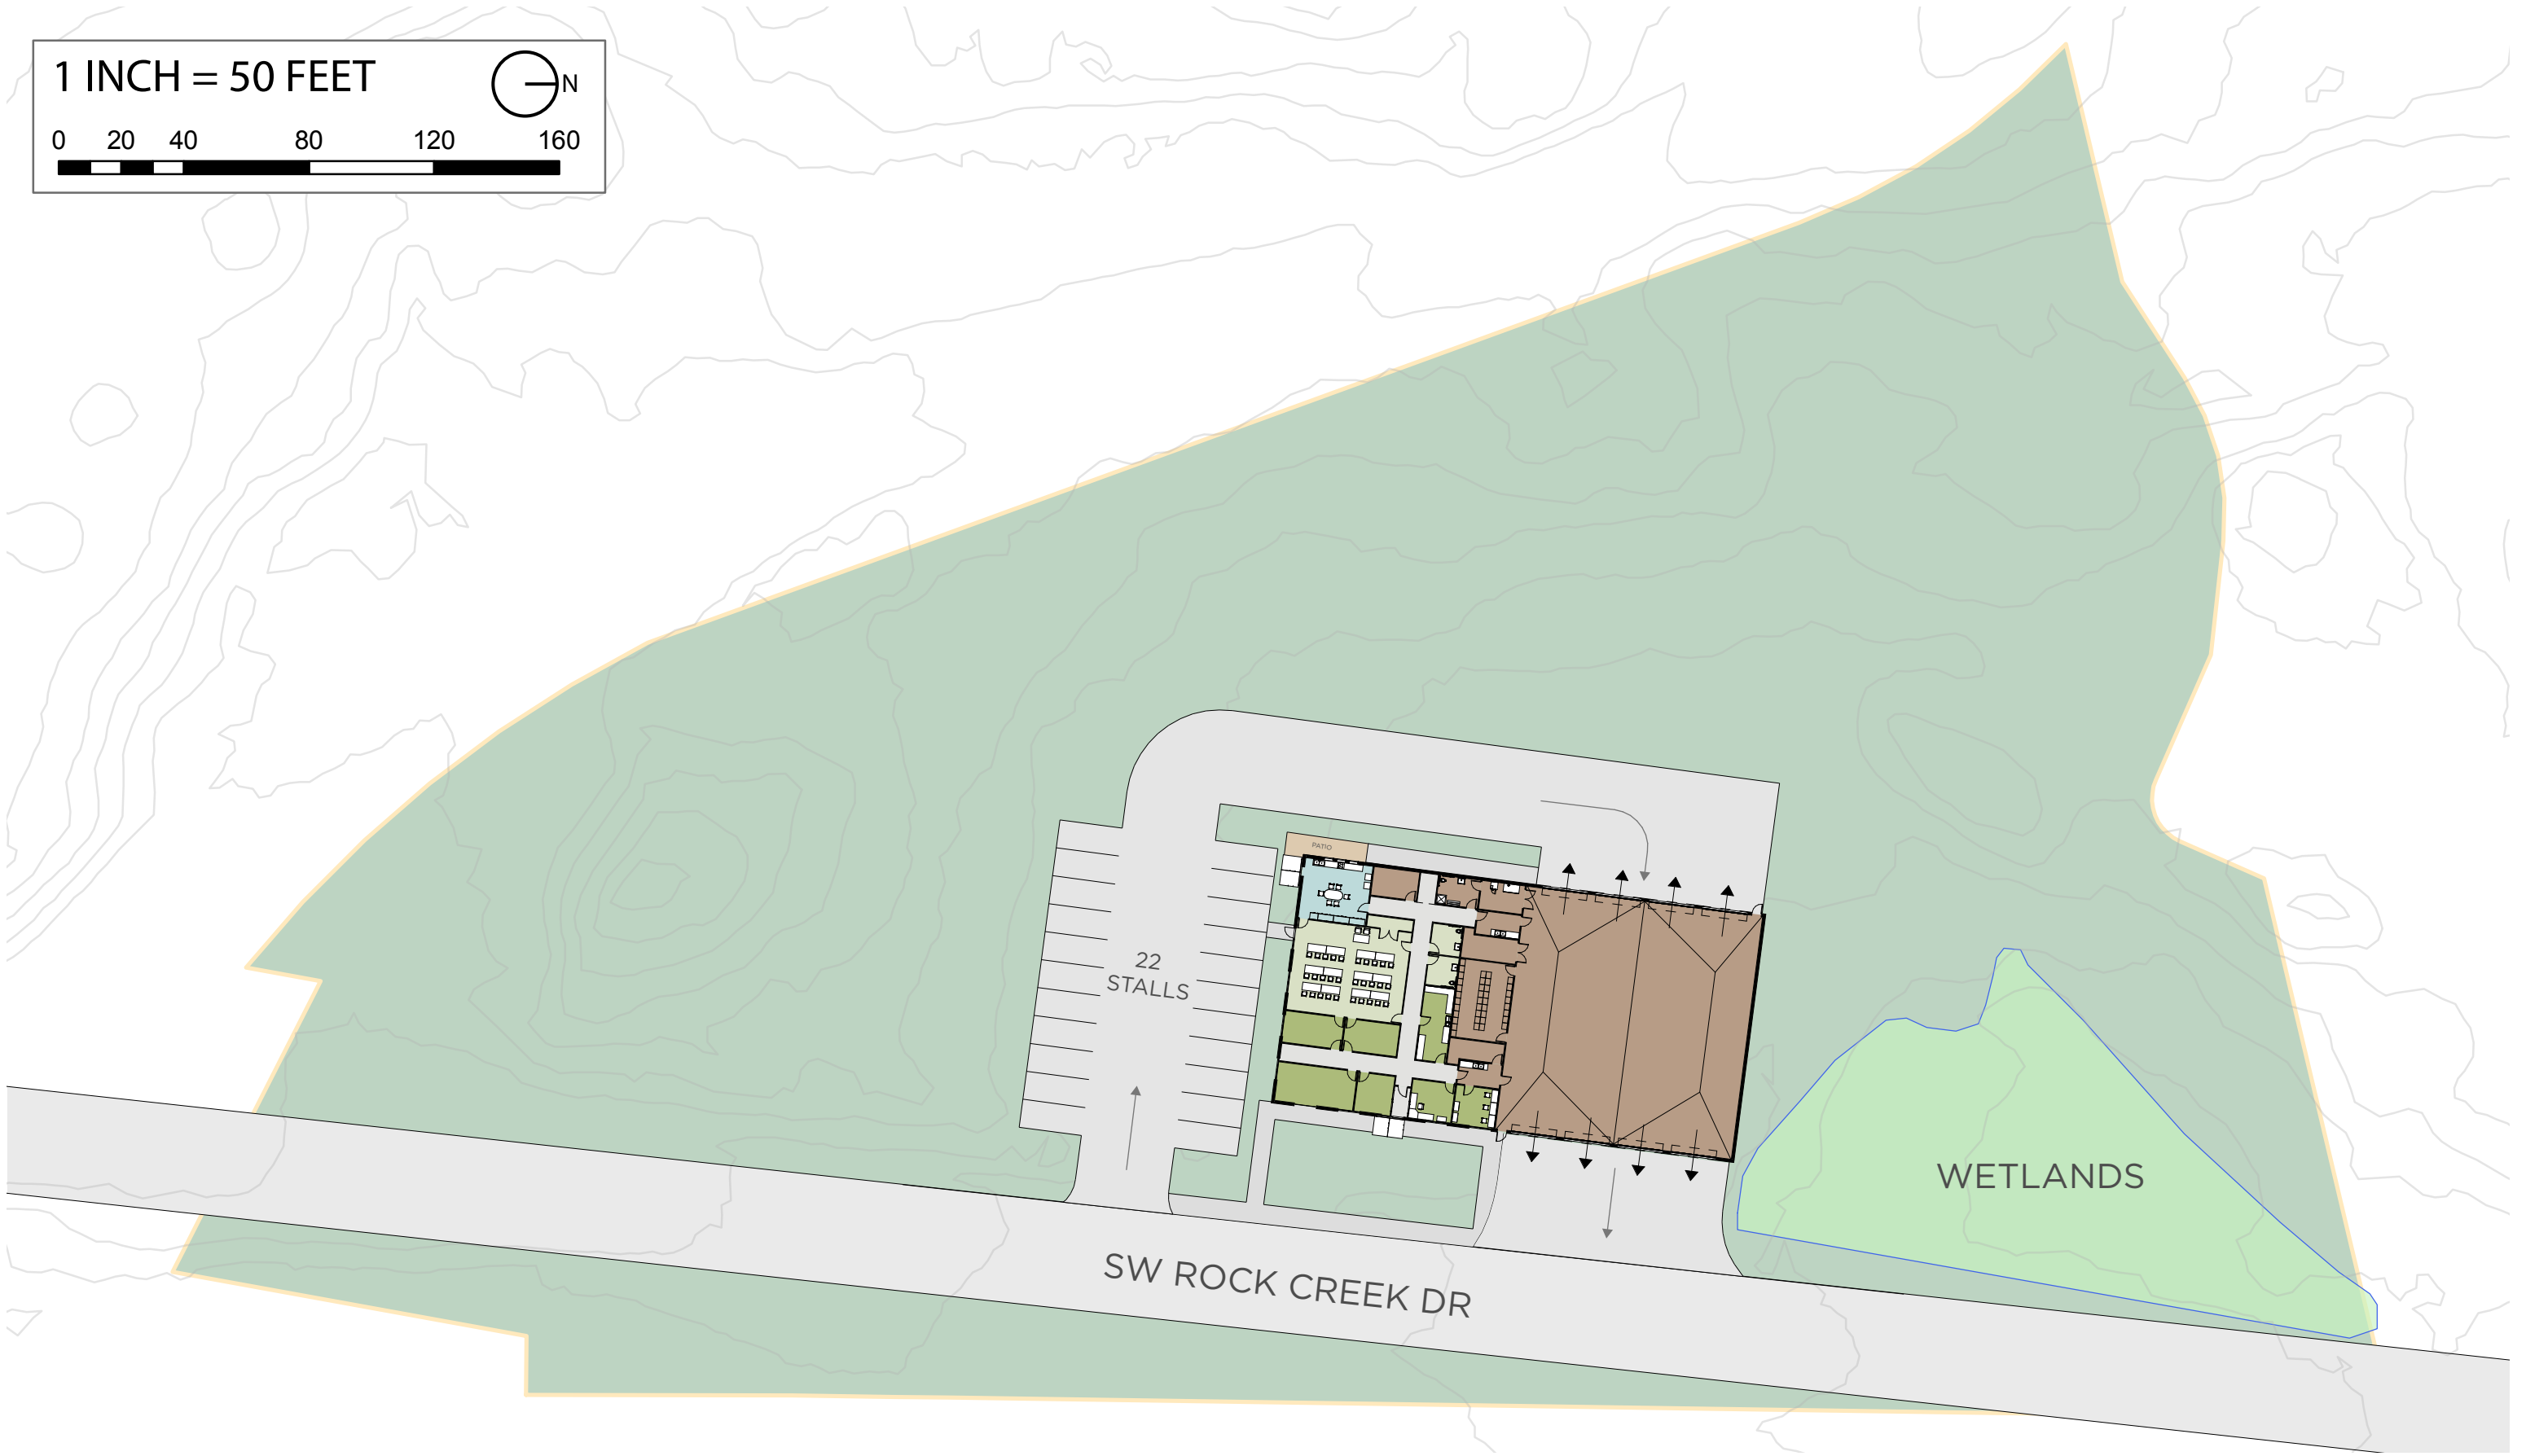 1 INCH = 50 FEET
N
0 20 40 80 120 160
PATIO
22
STALLS
WETLANDS
SW ROCK CREEK DR